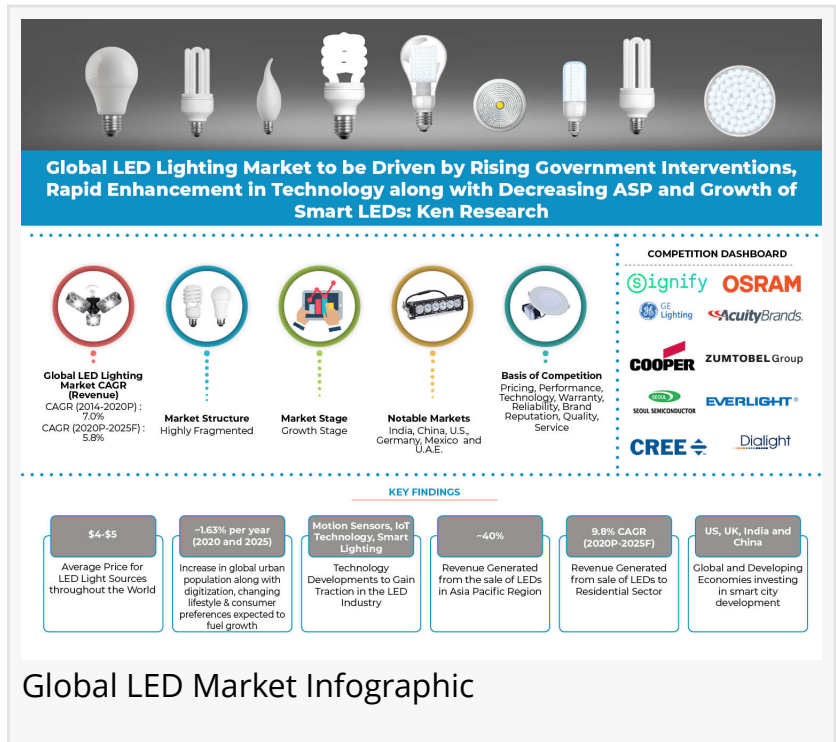 Global LED Lighting Market to be Driven by Rising Government Interventions,
Rapid Enhancement in Technology along with Decreasing ASP and Growth of
Smart LEDs: Ken Research
Global LED Lighting
Market CAGR
(Revenue)
CAGR (2014-2020P) :
7.0%
CAGR (2020P-2025F) :
5.8%
Market Structure
Highly Fragmented
Market Stage
Growth Stage
Notable Markets
India, China, U.S.,
Germany, Mexico and
U.A.E.
Basis of Competition
Pricing, Performance,
Technology, Warranty,
Reliability, Brand
Reputation, Quality,
Service
COMPETITION DASHBOARD
Signify
OSRAM
GE
Lighting
AcuityBrands.
COOPER
ZUMTOBEL Group
SEOUL
SEOUL SEMICONDUCTOR
EVERLIGHT®
CREE
Dialight
KEY FINDINGS
$4-$5
Average Price for
LED Light Sources
throughout the World
~1.63% per year
(2020 and 2025)
Increase in global urban
population along with
digitization, changing
lifestyle & consumer
preferences expected to
fuel growth
Motion Sensors, IoT
Technology, Smart
Lighting
Technology
Developments to Gain
Traction in the LED
Industry
~40%
Revenue Generated
from the sale of LEDs
in Asia Pacific Region
9.8% CAGR
(2020P-2025F)
Revenue Generated
from sale of LEDs to
Residential Sector
US, UK, India and
China
Global and Developing
Economies investing
in smart city
development
Global LED Market Infographic